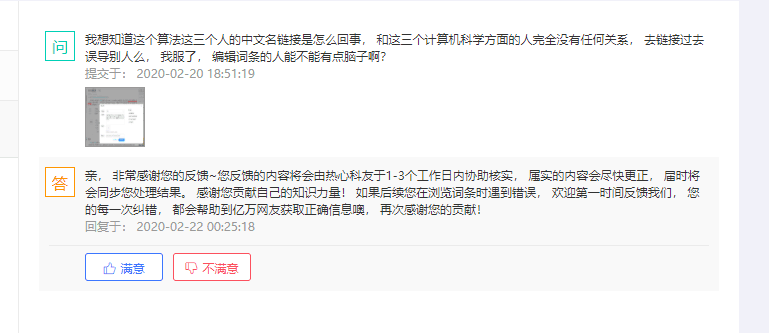 问
我想知道这个算法这三个人的中文名链接是怎么回事， 和这三个计算机科学方面的人完全没有任何关系， 去链接过去
误导别人么， 我服了， 编辑词条的人能不能有点脑子啊?
提交于： 2020-02-20 18:51:19
答
亲， 非常感谢您的反馈~您反馈的内容将会由热心科友于1-3个工作日内协助核实， 属实的内容会尽快更正， 届时将
会同步您处理结果。 感谢您贡献自己的知识力量！ 如果后续您在浏览词条时遇到错误， 欢迎第一时间反馈我们， 您
的每一次纠错， 都会帮助到亿万网友获取正确信息噢， 再次感谢您的贡献！
回复于： 2020-02-22 00:25:18
满意 不满意